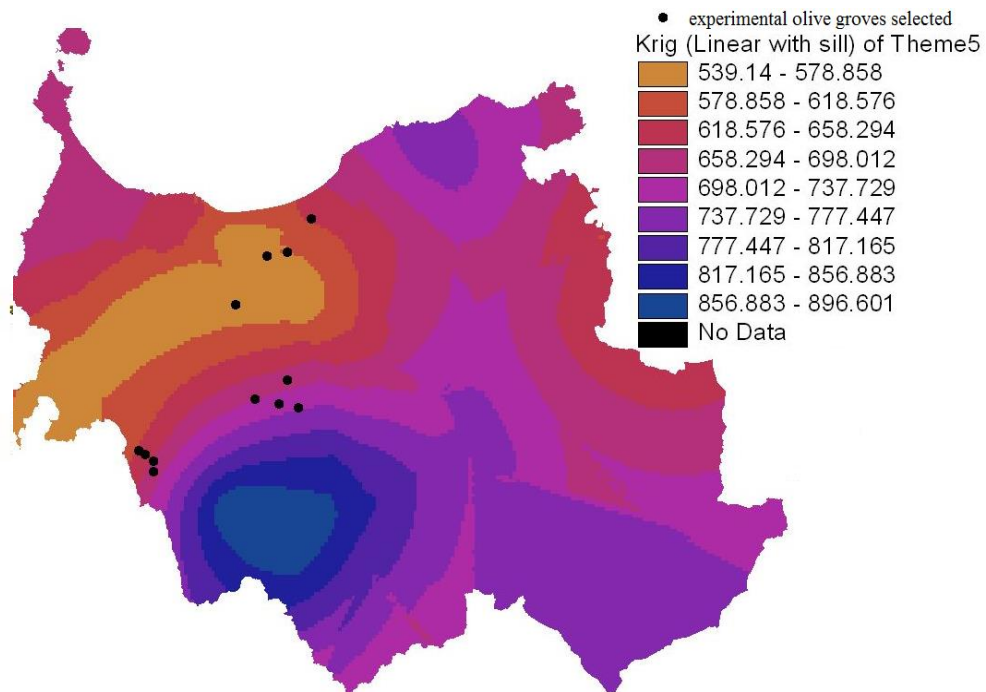 experimental olive groves selected
Krig (Linear with sill) of Theme5
539.14 - 578.858
578.858 - 618.576
618.576 - 658.294
658.294 - 698.012
698.012 - 737.729
737.729 - 777.447
777.447 - 817.165
817.165 - 856.883
856.883 - 896.601
No Data